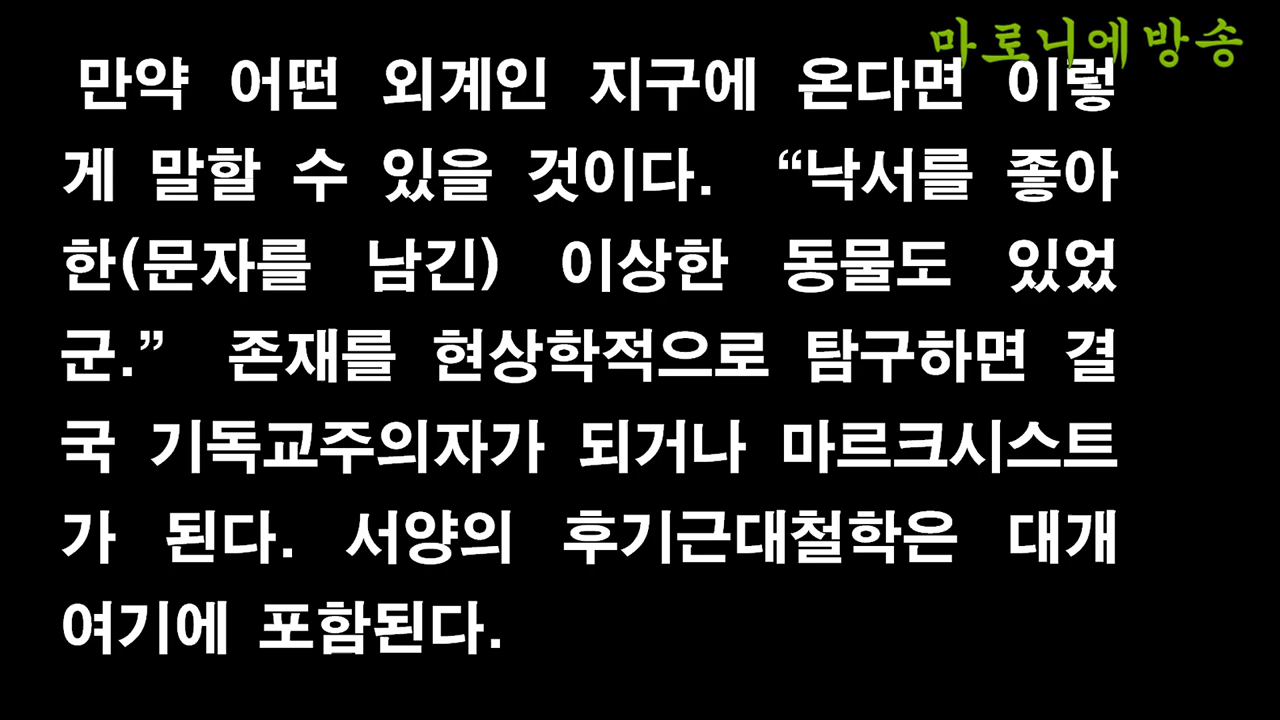 마로니에방송
만약 어떤 외계인 지구에 온다면 이렇
게 말할 수 있을 것이다. “낙서를 좋아
한(문자를 남긴) 이상한 동물도 있었
군.” 존재를 현상학적으로 탐구하면 결
국 기독교주의자가 되거나 마르크시스트
가 된다. 서양의 후기근대철학은 대개
여기에 포함된다.